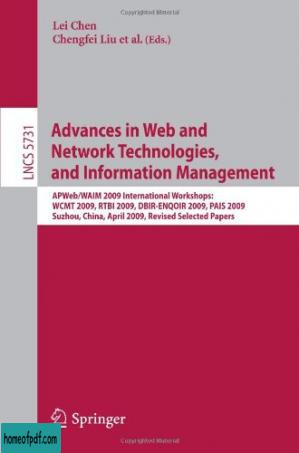 Lei Chen
Chengfei Liu et al. (Eds.)
LNCS 5731
Advances in Web and
Network Technologies,
and Information Management
APWeb/WAIM 2009 International Workshops:
WCMT 2009, RTBI 2009, DBIR-ENQOIR 2009, PAIS 2009
Suzhou, China, April 2009, Revised Selected Papers
Springer
homeofpdf.com